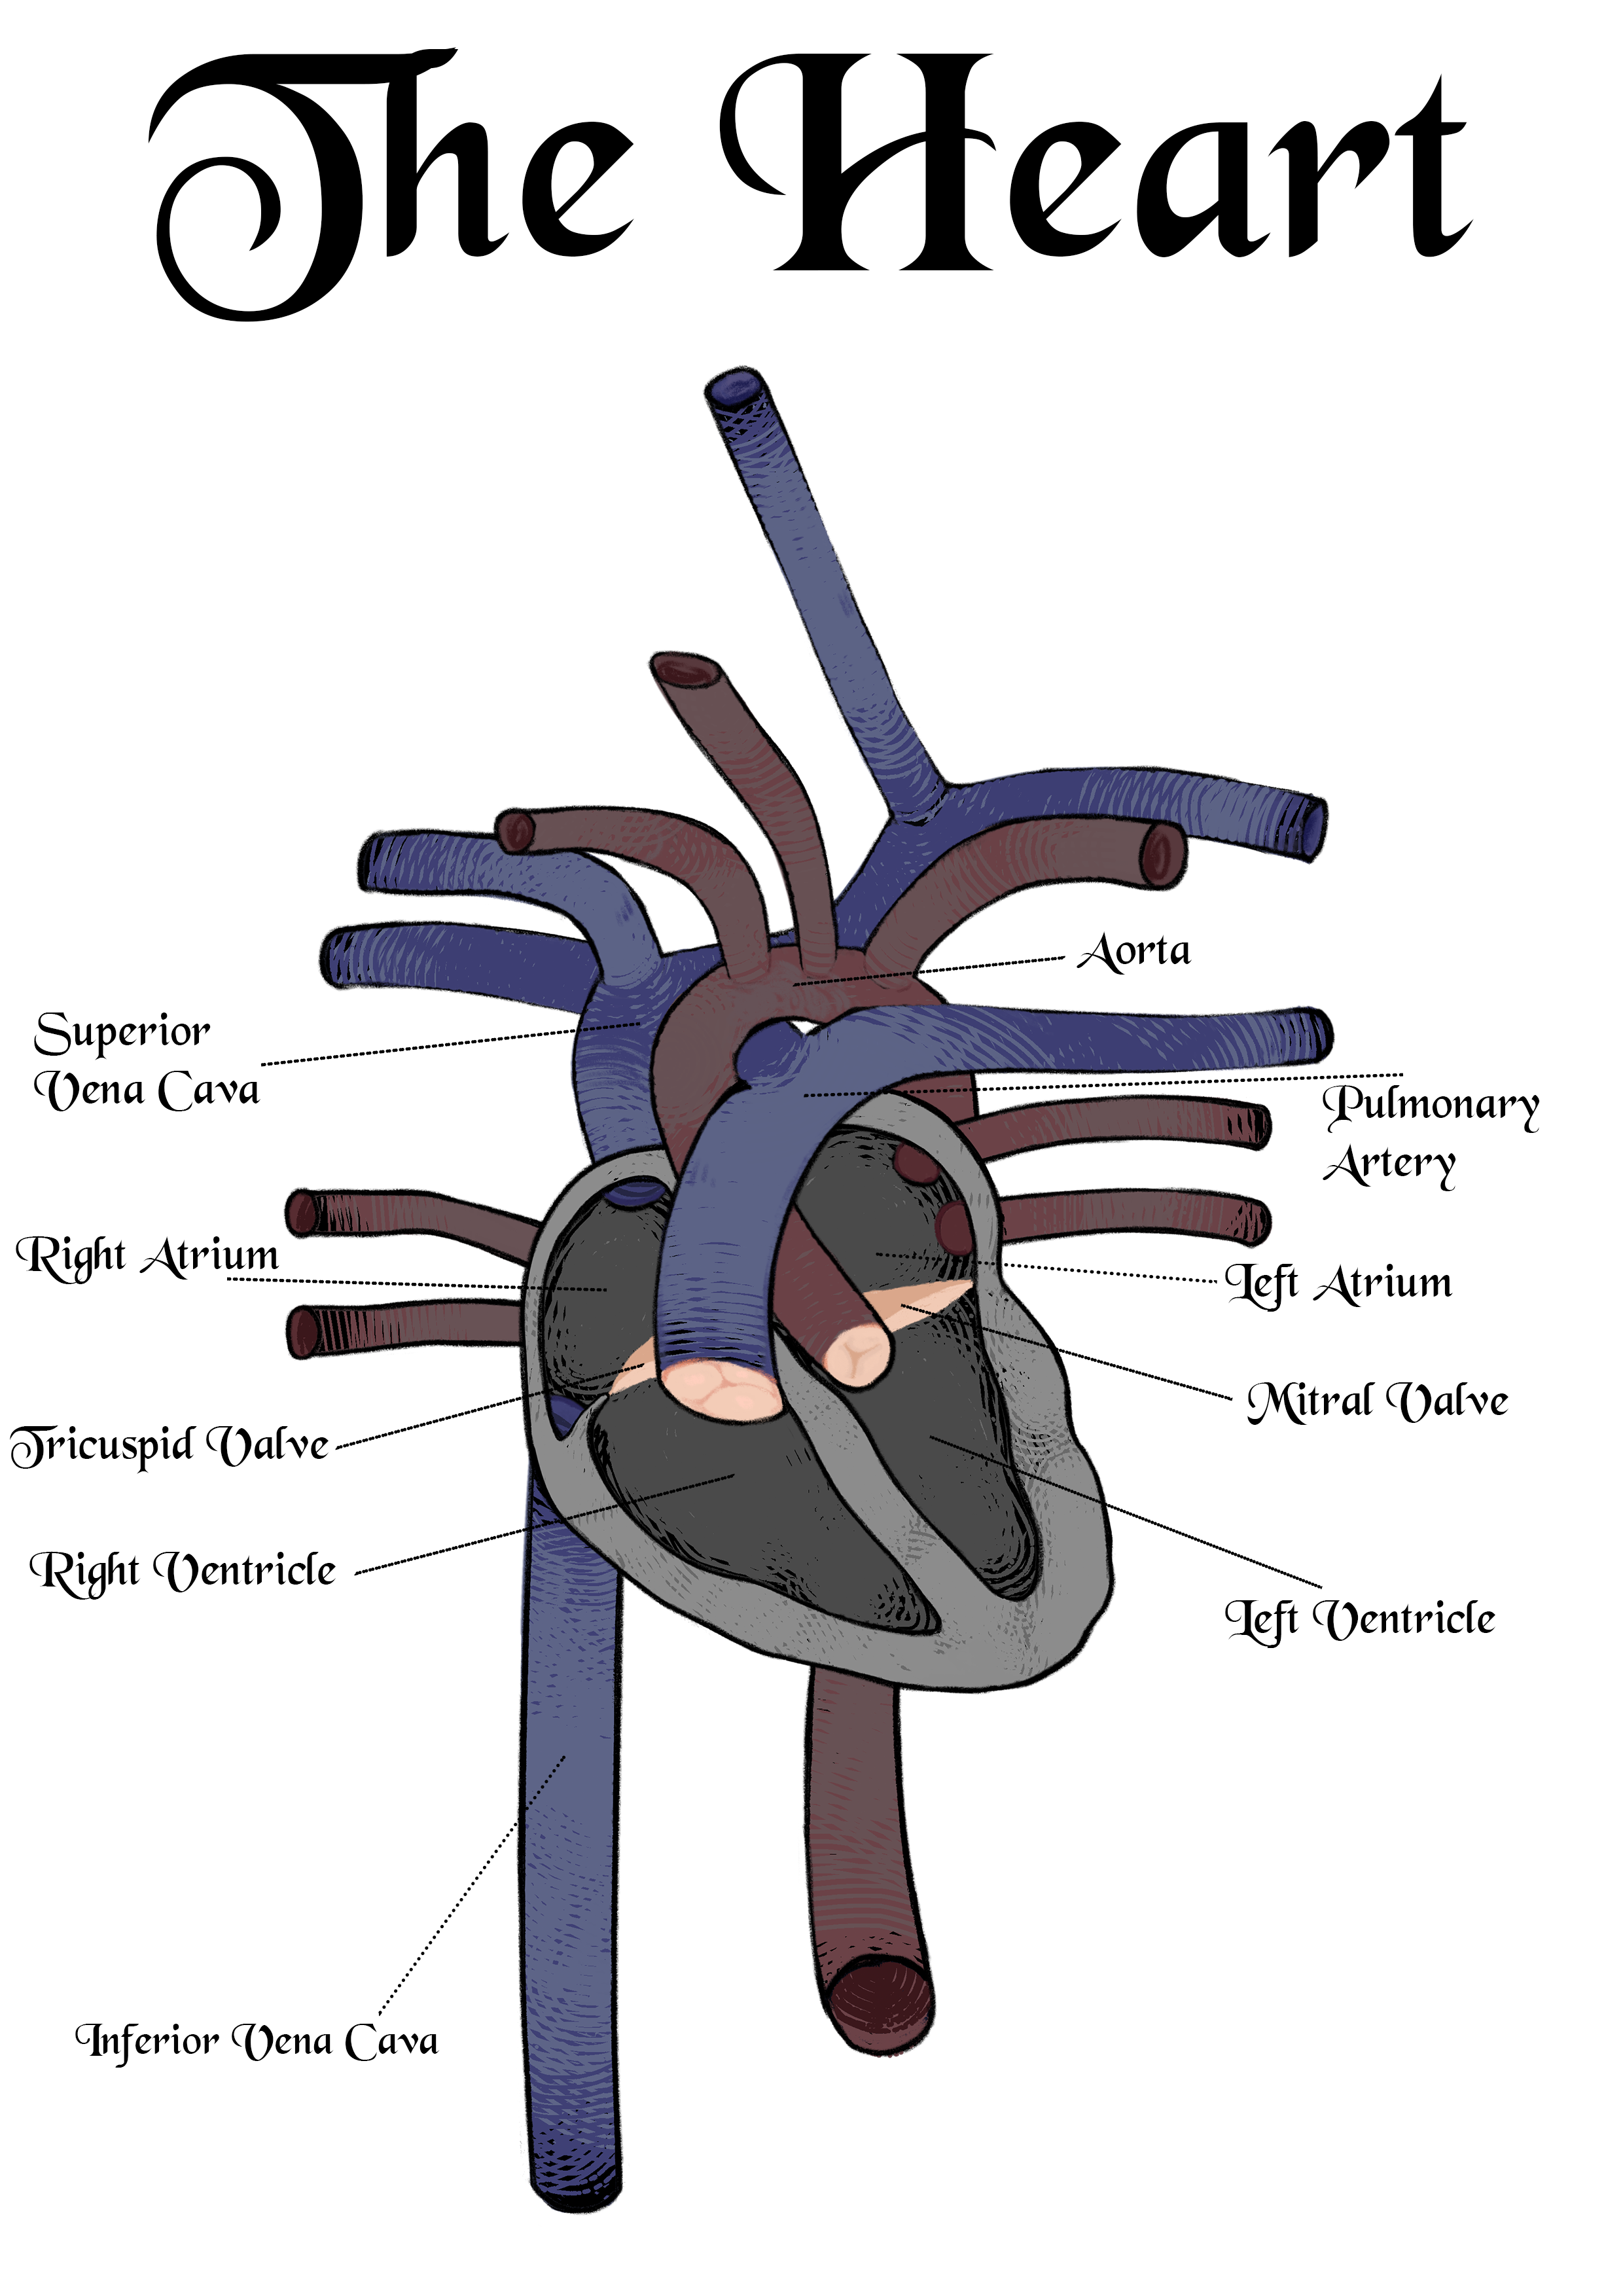 The Heart
Aorta
Superior
Vena Cava
Pulmonary
Artery
Right Atrium
Left Atrium
Mitral Valve
Tricuspid Valve
Right Ventricle
Left Ventricle
Inferior Vena Cava